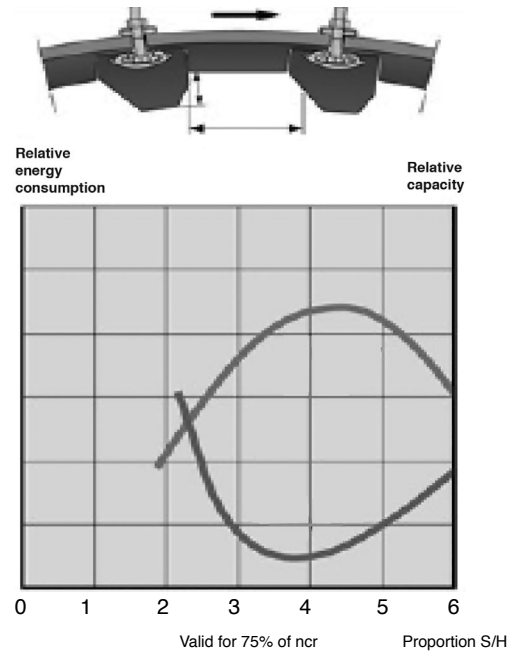 Relative
energy
consumption
Relative
capacity
0 1 2 3 4 5 6
Valid for 75% of ncr Proportion S/H